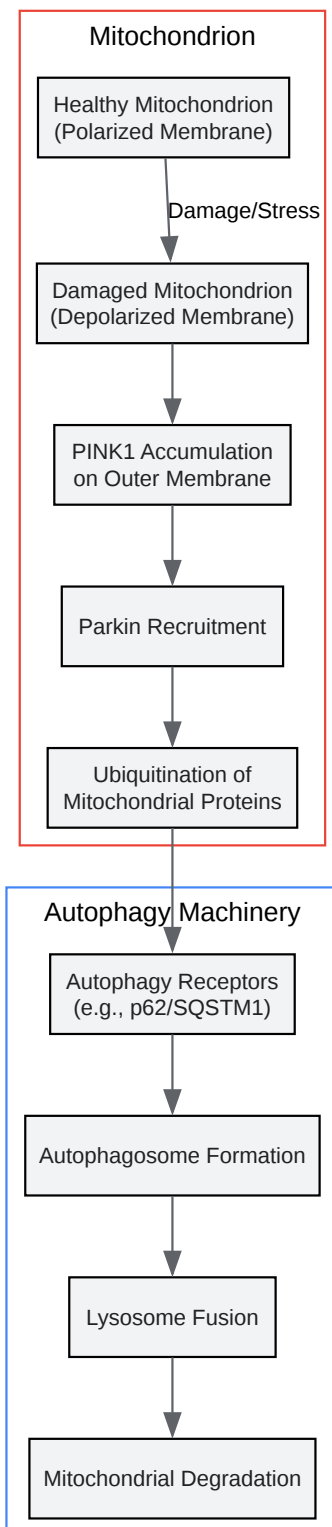 Mitochondrion
Healthy Mitochondrion
(Polarized Membrane)
Damage/Stress
Damaged Mitochondrion
(Depolarized Membrane)
PINK1 Accumulation
on Outer Membrane
Parkin Recruitment
Ubiquitination of
Mitochondrial Proteins
Autophagy Machinery
Autophagy Receptors
(e.g., p62/SQSTM1)
Autophagosome Formation
Lysosome Fusion
Mitochondrial Degradation